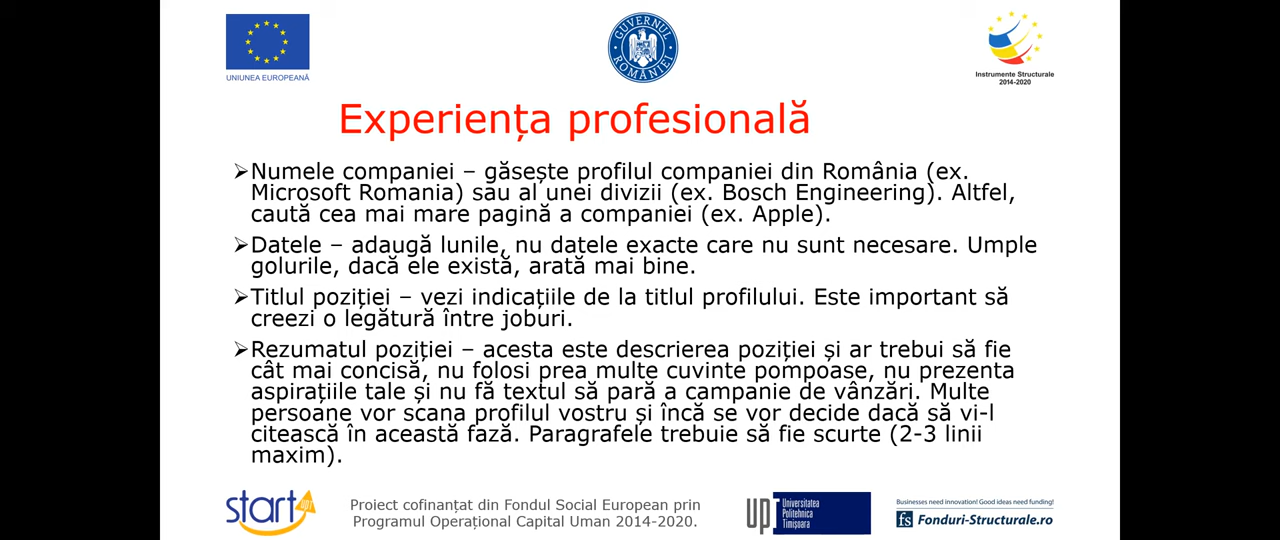 UNIUNEA EUROPEANĂ
GUVERNUL ROMÂNIEI
Instrumente Structurale
2014-2020
Experiența profesională
Numele companiei – găsește profilul companiei din România (ex.
Microsoft Romania) sau al unei divizii (ex. Bosch Engineering). Altfel,
caută cea mai mare pagină a companiei (ex. Apple).
Datele – adaugă lunile, nu datele exacte care nu sunt necesare. Umple
golurile, dacă ele există, arată mai bine.
Titlul poziției – vezi indicațiile de la titlul profilului. Este important să
creezi o legătură între joburi.
Rezumatul poziției – acesta este descrierea poziției și ar trebui să fie
cât mai concisă, nu folosi prea multe cuvinte pompoase, nu prezenta
aspirațiile tale și nu fă textul să pară a campanie de vânzări. Multe
persoane vor scana profilul vostru și încă se vor decide dacă să vi-l
citească în această fază. Paragrafele trebuie să fie scurte (2-3 linii
maxim).
start upt
Proiect cofinanțat din Fondul Social European prin
Programul Operațional Capital Uman 2014-2020.
UPT
Universitatea
Politehnica
Timișoara
Businesses need innovation! Good ideas need funding!
fs Fonduri-Structurale.ro